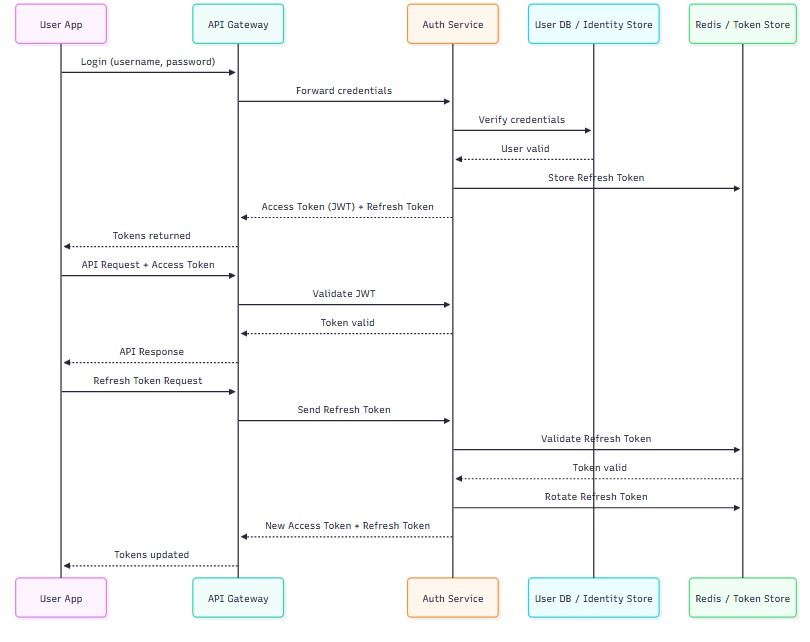 User App
API Gateway
Auth Service
User DB / Identity Store
Redis / Token Store
Login (username, password)
Forward credentials
Verify credentials
User valid
Store Refresh Token
Access Token (JWT) + Refresh Token
Tokens returned
API Request + Access Token
Validate JWT
Token valid
API Response
Refresh Token Request
Send Refresh Token
Validate Refresh Token
Token valid
Rotate Refresh Token
New Access Token + Refresh Token
Tokens updated
User App
API Gateway
Auth Service
User DB / Identity Store
Redis / Token Store